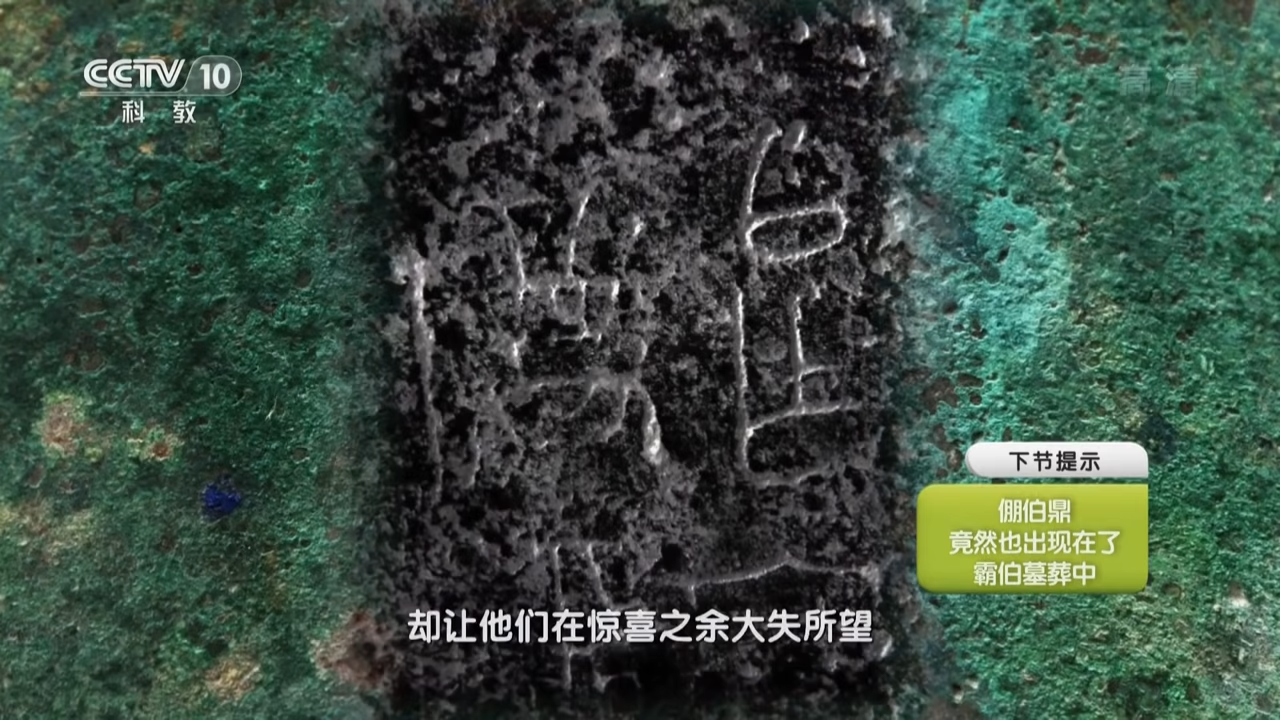 CCTV 10
科教
高清
下节提示
倗伯鼎
竟然也出现在了
霸伯墓葬中
却让他们在惊喜之余大失所望